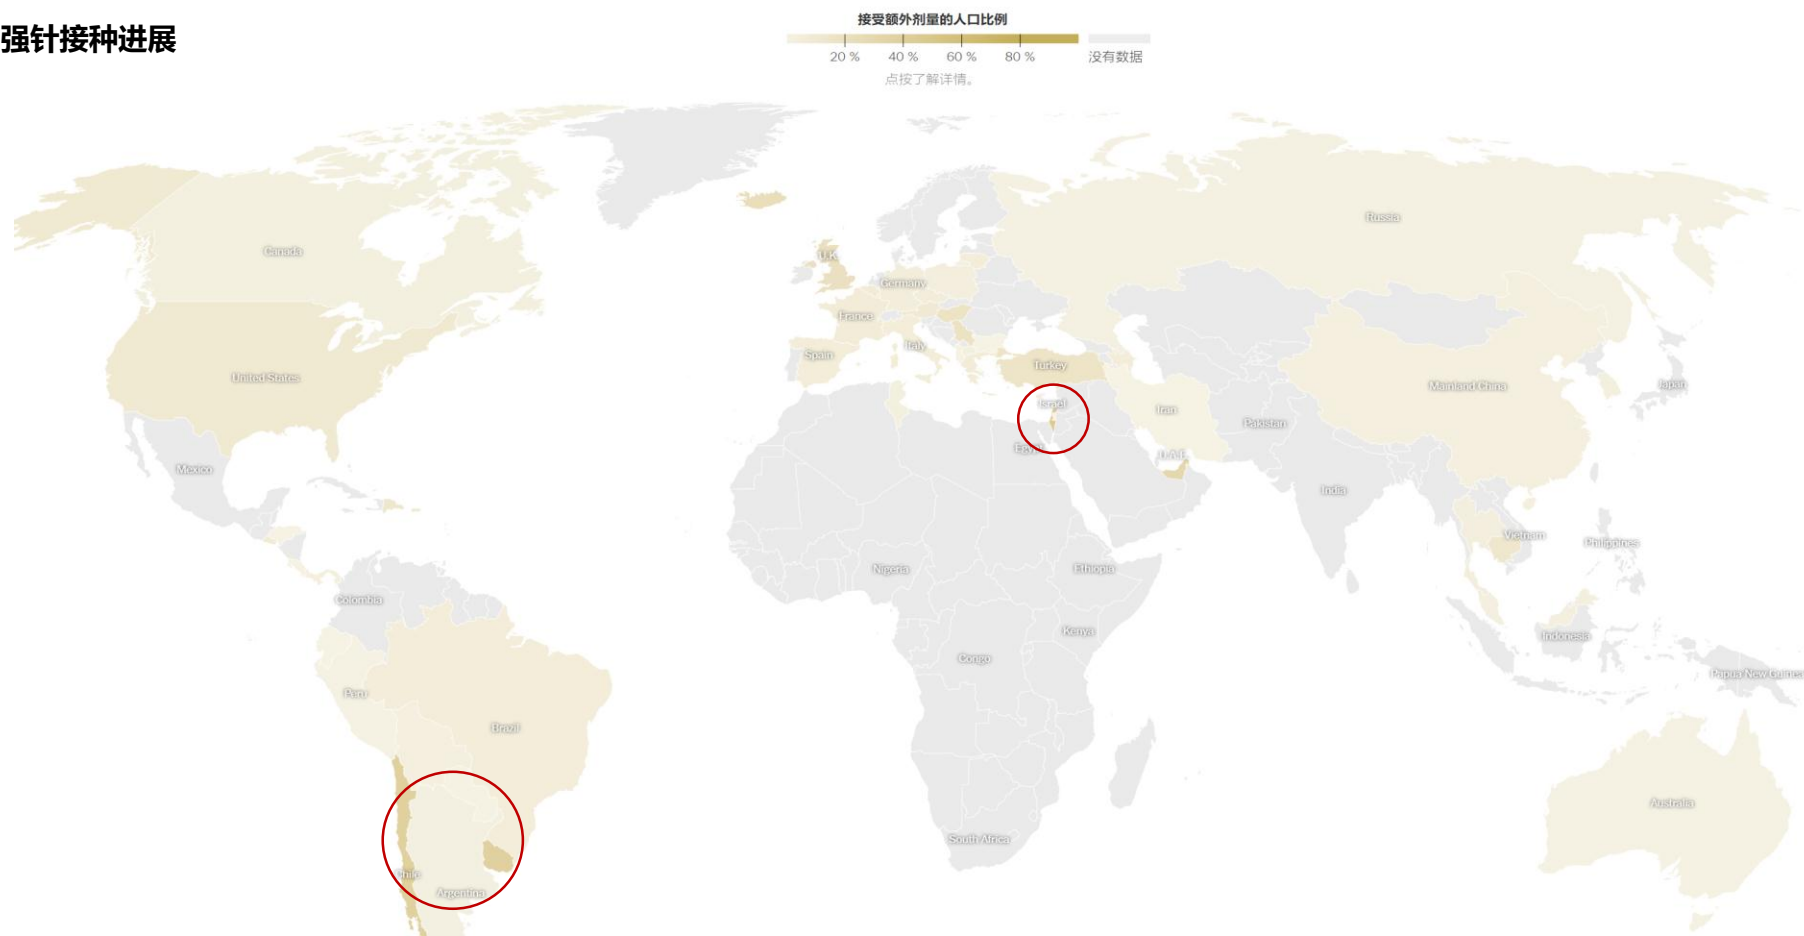 强针接种进展
接受额外剂量的人口比例
20 %
40 %
60 %
80 %
没有数据
点按了解详情。
Russia
Canada
U.K.
Germany
France
Italy
Spain
Turkey
United States
Israel
Iran
Mainland China
Japan
Pakistan
Egypt
U.A.E.
Mexico
India
Vietnam
Philippines
Nigeria
Ethiopia
Colombia
Kenya
Indonesia
Congo
Papua New Guinea
Peru
Brazil
Australia
South Africa
Chile
Argentina